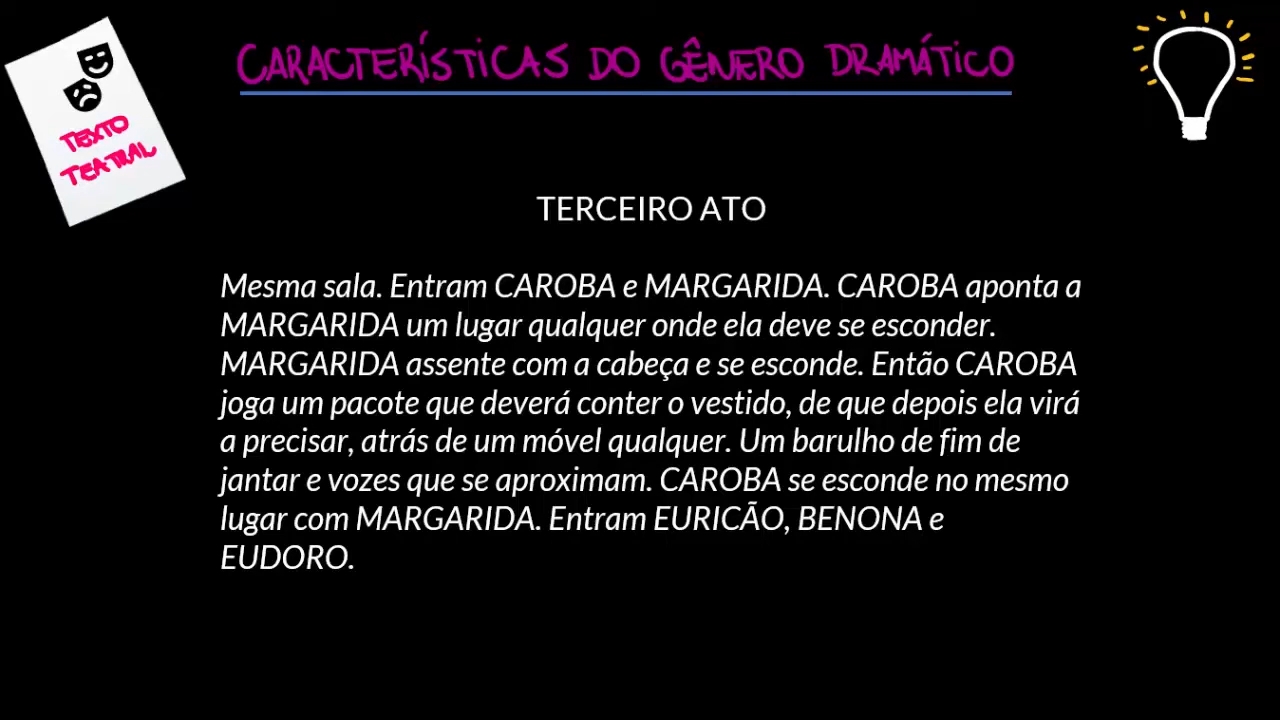 CARACTERÍSTICAS DO GÊNERO DRAMÁTICO
TEXTO
TEATRAL
TERCEIRO ATO
Mesma sala. Entram CAROBA e MARGARIDA. CAROBA aponta a
MARGARIDA um lugar qualquer onde ela deve se esconder.
MARGARIDA assente com a cabeça e se esconde. Então CAROBA
joga um pacote que deverá conter o vestido, de que depois ela virá
a precisar, atrás de um móvel qualquer. Um barulho de fim de
jantar e vozes que se aproximam. CAROBA se esconde no mesmo
lugar com MARGARIDA. Entram EURICÃO, BENONA e
EUDORO.